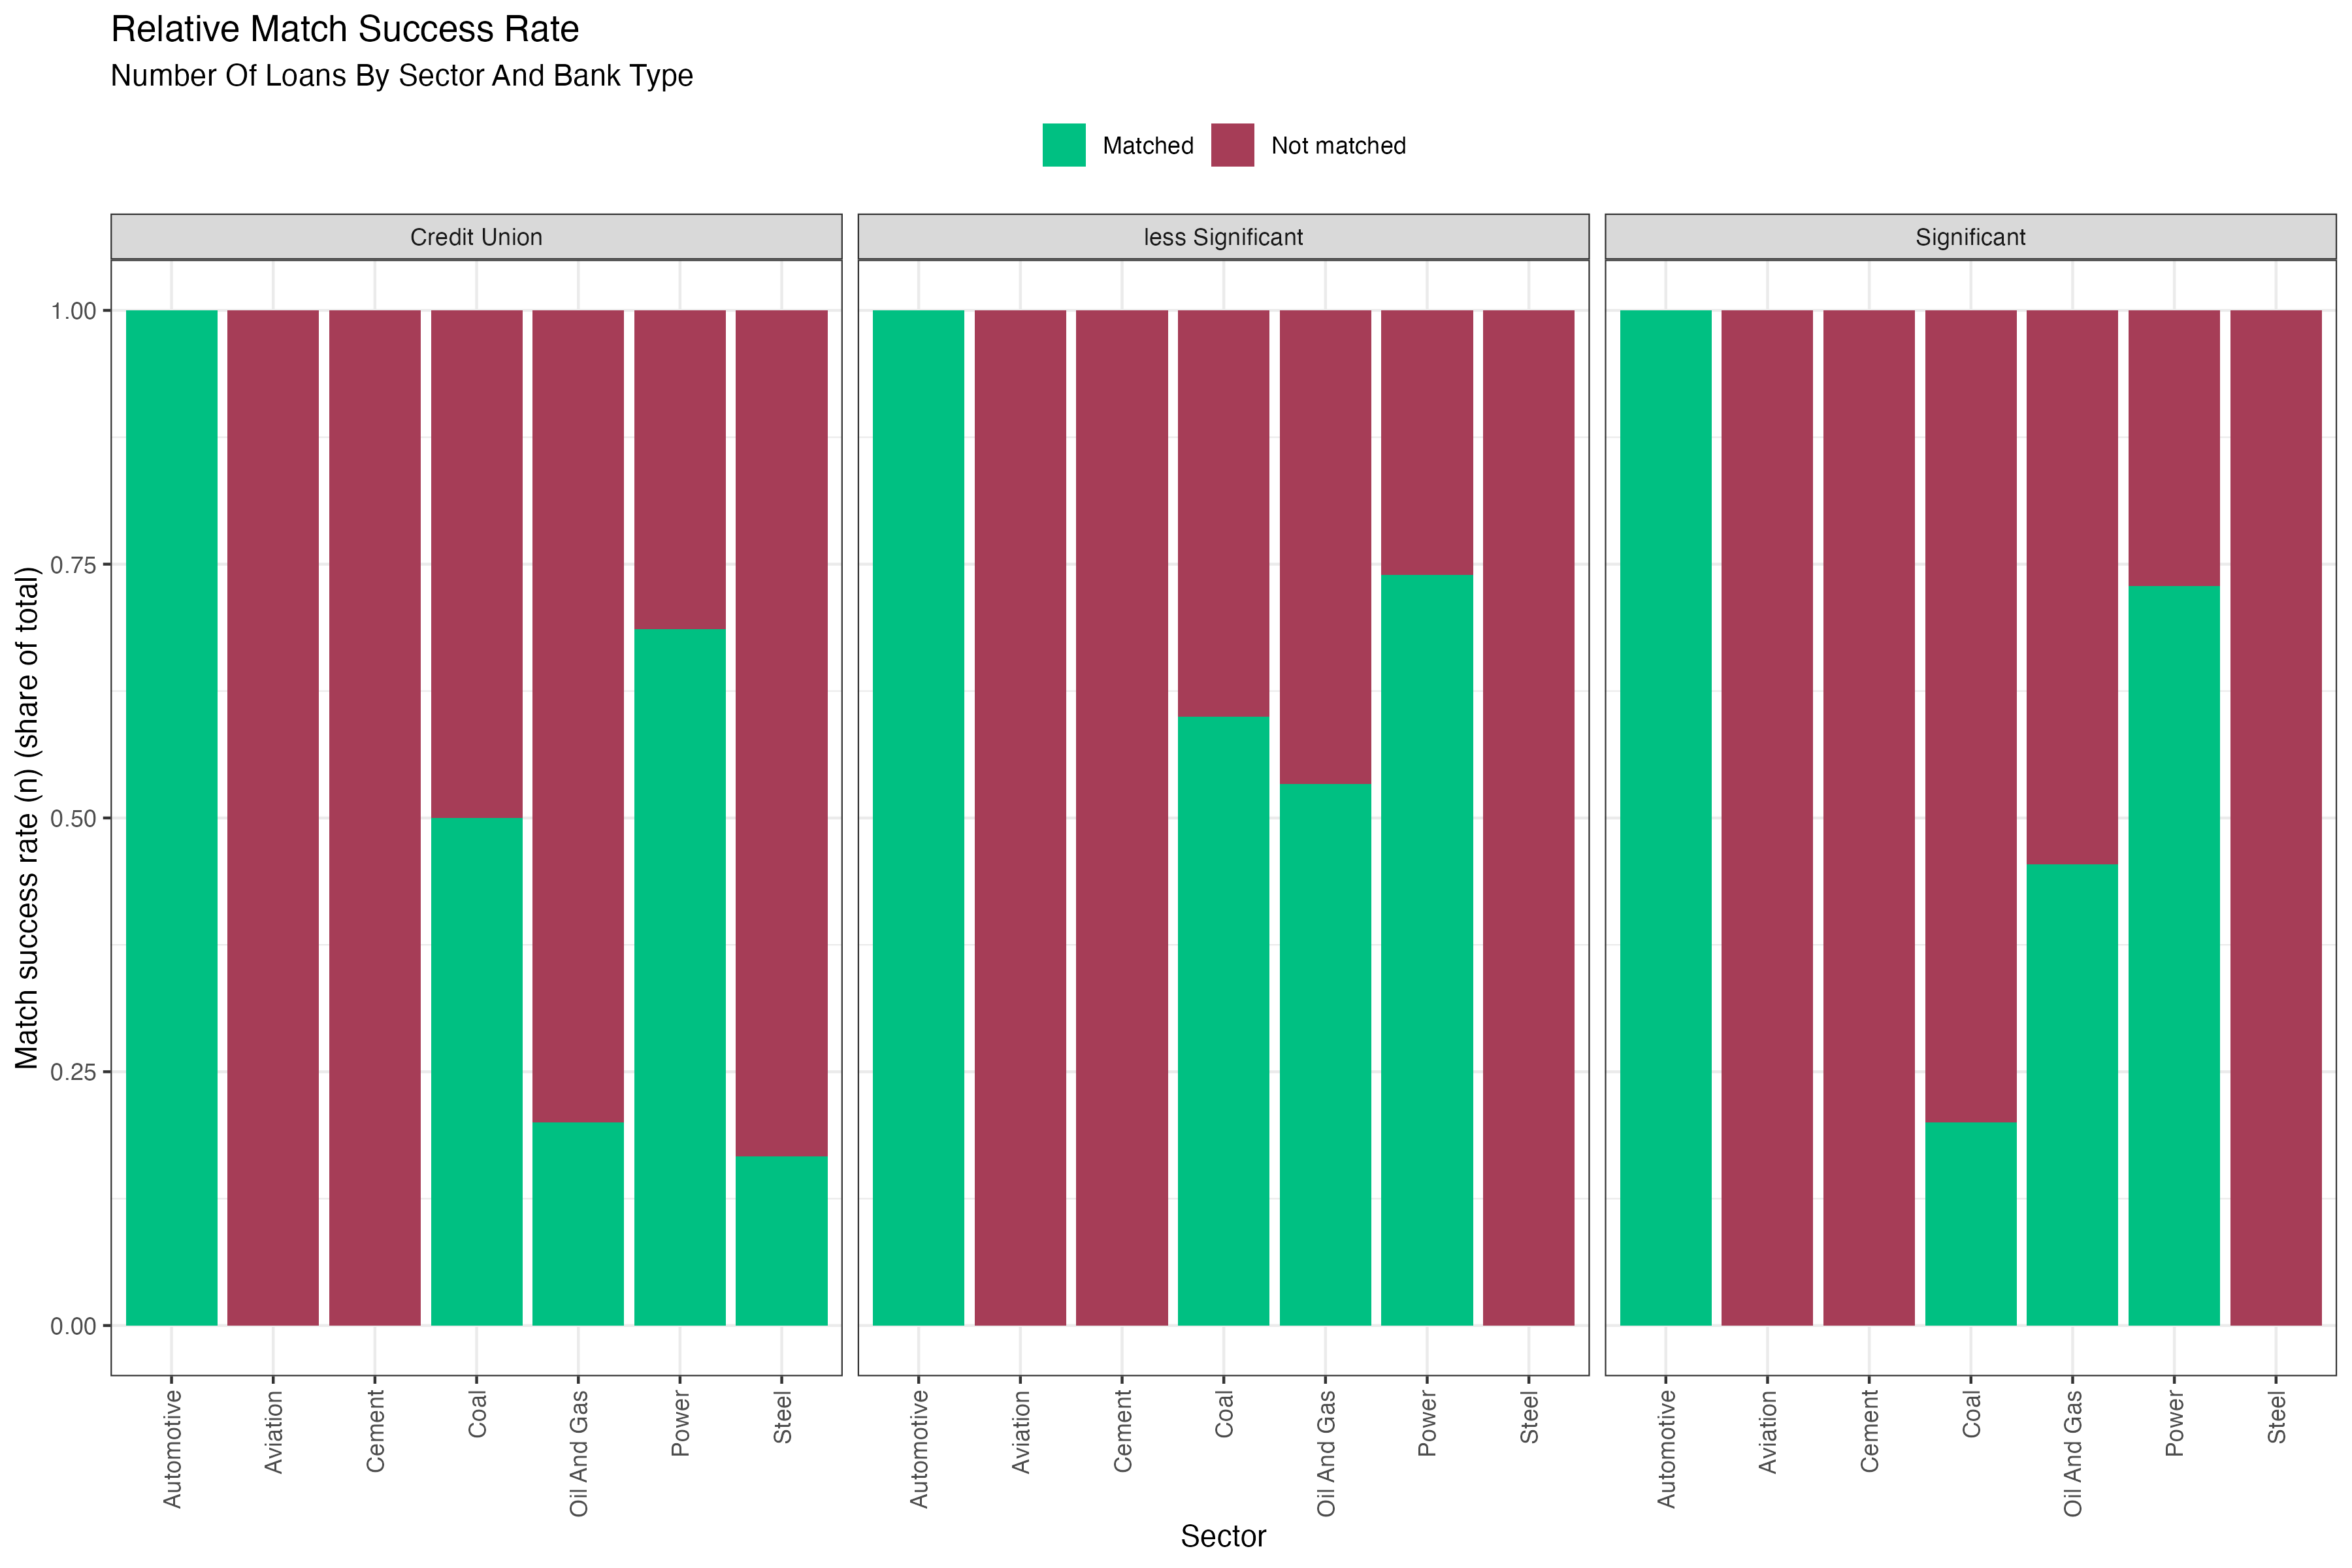 Relative Match Success Rate
Number Of Loans By Sector And Bank Type
Matched
Not matched
Credit Union
less Significant
Significant
Match success rate (n) (share of total)
1.00
0.75
0.50
0.25
0.00
Automotive
Aviation
Cement
Coal
Oil And Gas
Power
Steel
Automotive
Aviation
Cement
Coal
Oil And Gas
Power
Steel
Automotive
Aviation
Cement
Coal
Oil And Gas
Power
Steel
Sector